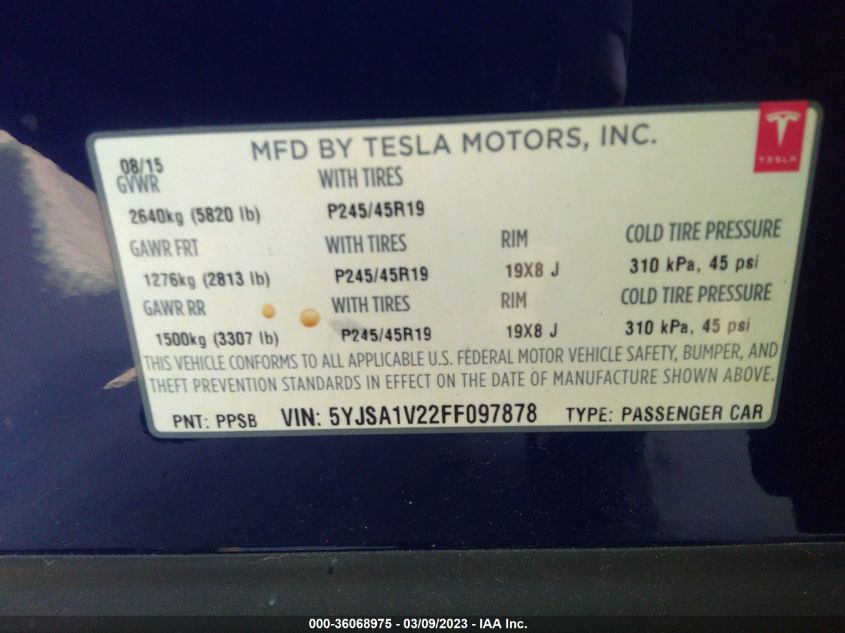 MFD BY TESLA MOTORS, INC.
TESLA
08/15
GVWR WITH TIRES
2640kg (5820 lb) P245/45R19
GAWR FRT WITH TIRES RIM COLD TIRE PRESSURE
1276kg (2813 lb) P245/45R19 19X8 J 310 kPa, 45 psi
GAWR RR WITH TIRES RIM COLD TIRE PRESSURE
1500kg (3307 lb) P245/45R19 19X8 J 310 kPa, 45 psi
THIS VEHICLE CONFORMS TO ALL APPLICABLE U.S. FEDERAL MOTOR VEHICLE SAFETY, BUMPER, AND
THEFT PREVENTION STANDARDS IN EFFECT ON THE DATE OF MANUFACTURE SHOWN ABOVE.
PNT: PPSB VIN: 5YJSA1V22FF097878 TYPE: PASSENGER CAR
000-36068975 - 03/09/2023 - IAA Inc.